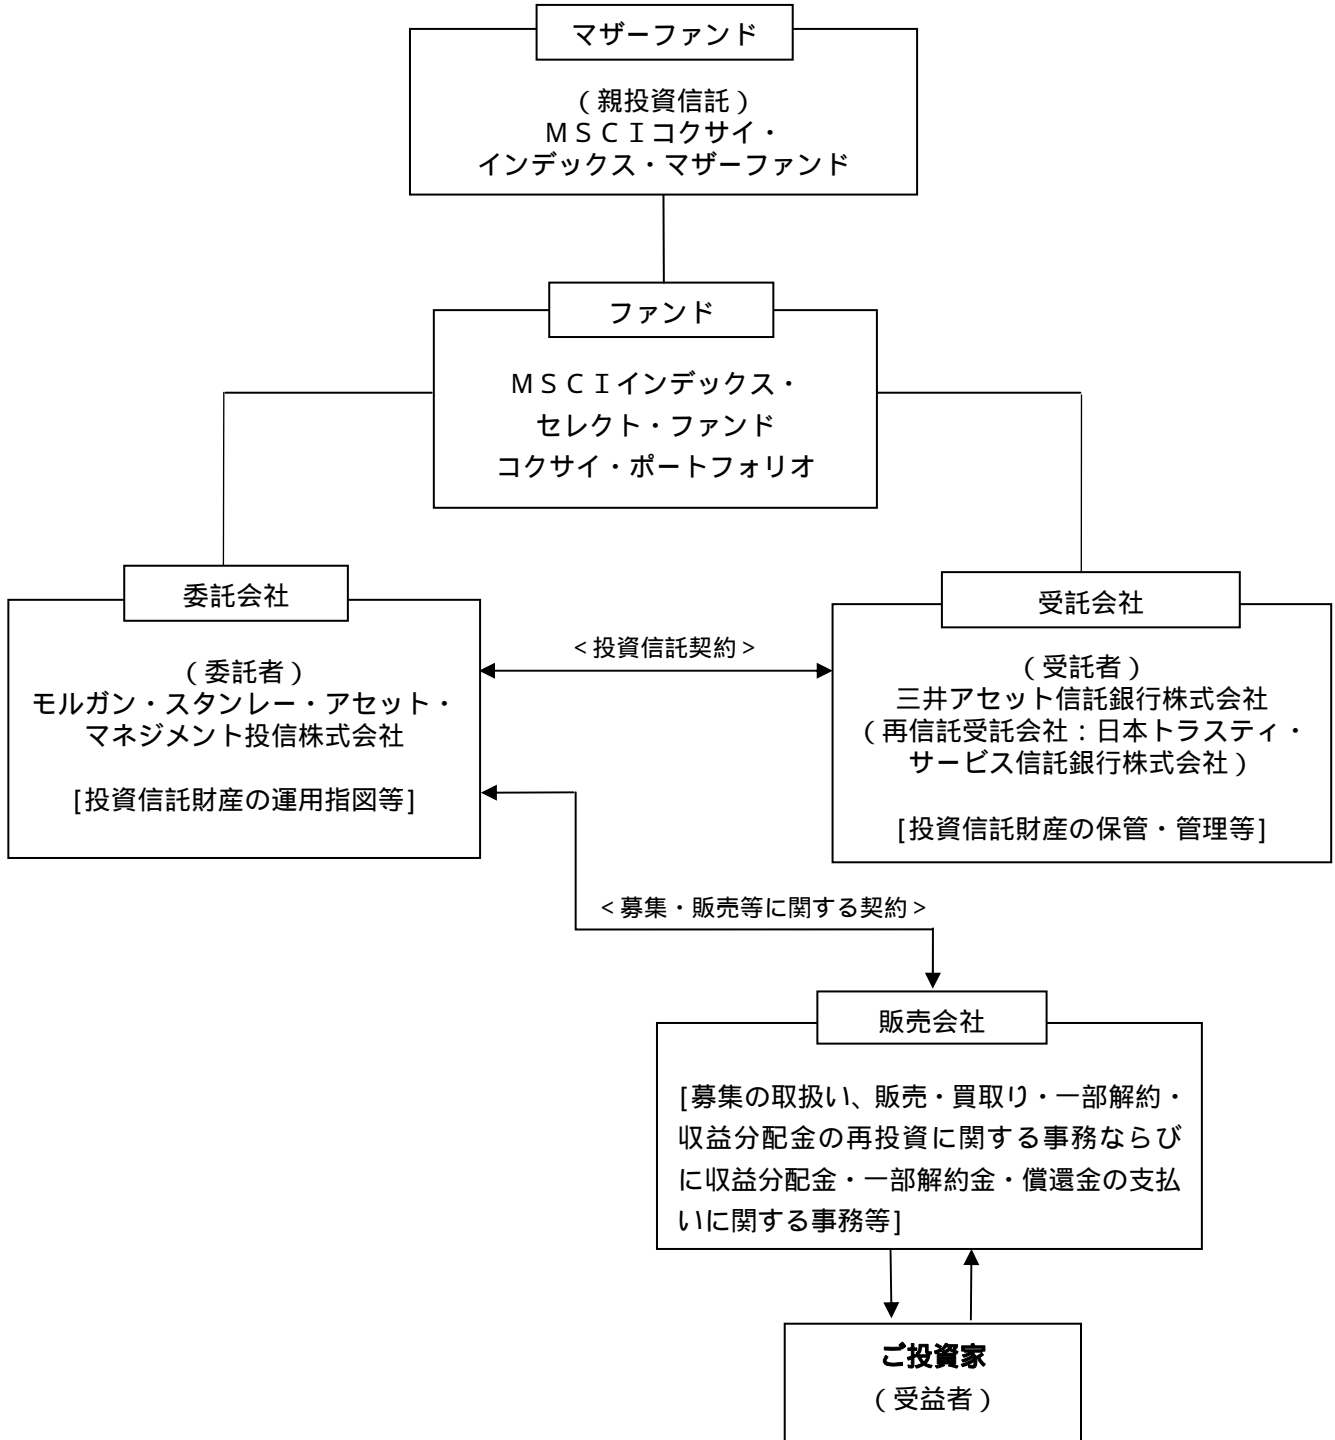 マザーファンド
（親投資信託）
ＭＳＣＩコクサイ・
インデックス・マザーファンド
ファンド
ＭＳＣＩインデックス・
セレクト・ファンド
コクサイ・ポートフォリオ
委託会社
（委託者）
モルガン・スタンレー・アセット・
マネジメント投信株式会社
[投資信託財産の運用指図等]
＜投資信託契約＞
受託会社
（受託者）
三井アセット信託銀行株式会社
（再信託受託会社：日本トラスティ・
サービス信託銀行株式会社）
[投資信託財産の保管・管理等]
＜募集・販売等に関する契約＞
販売会社
[募集の取扱い、販売・買取り・一部解約・
収益分配金の再投資に関する事務ならび
に収益分配金・一部解約金・償還金の支払
いに関する事務等]
ご投資家
（受益者）